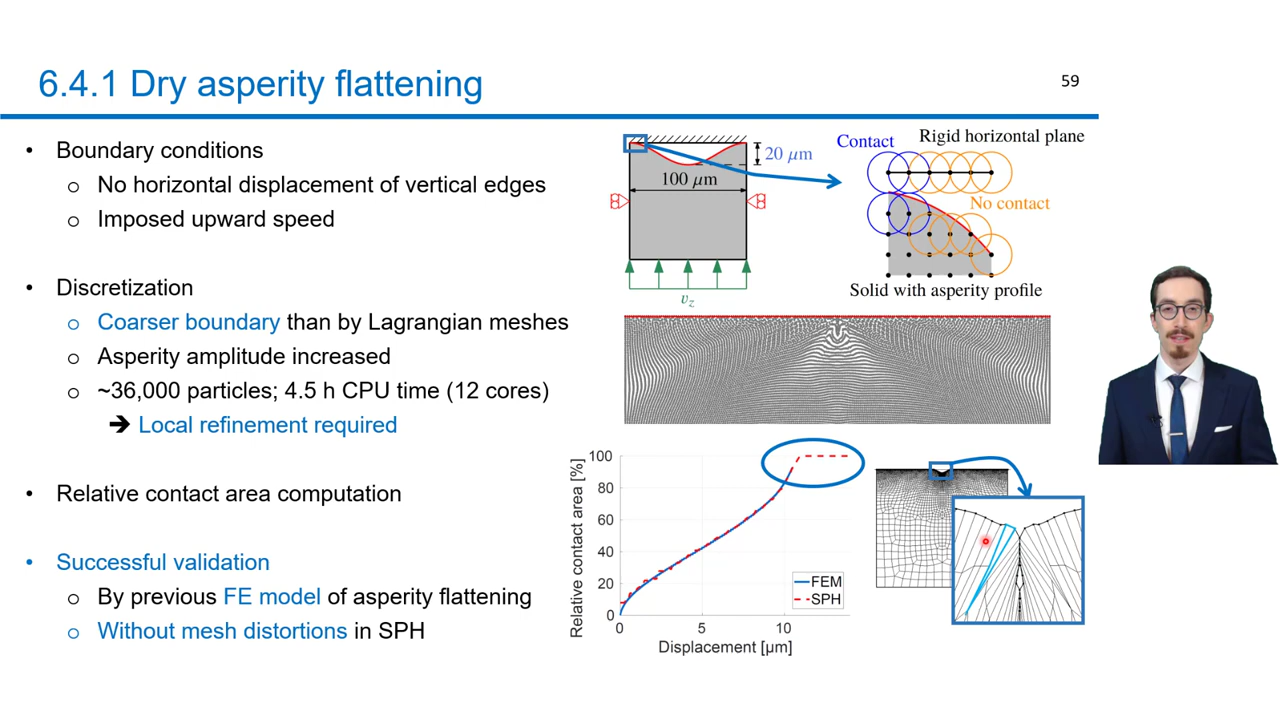 6.4.1 Dry asperity flattening
59
• Boundary conditions
o No horizontal displacement of vertical edges
o Imposed upward speed
• Discretization
o Coarser boundary than by Lagrangian meshes
o Asperity amplitude increased
o ~36,000 particles; 4.5 h CPU time (12 cores)
➔ Local refinement required
• Relative contact area computation
• Successful validation
o By previous FE model of asperity flattening
o Without mesh distortions in SPH
20 μm
100 μm
v_z
Contact
Rigid horizontal plane
No contact
Solid with asperity profile
Relative contact area [%]
100
80
60
40
20
0
0 5 10
Displacement [μm]
FEM
SPH